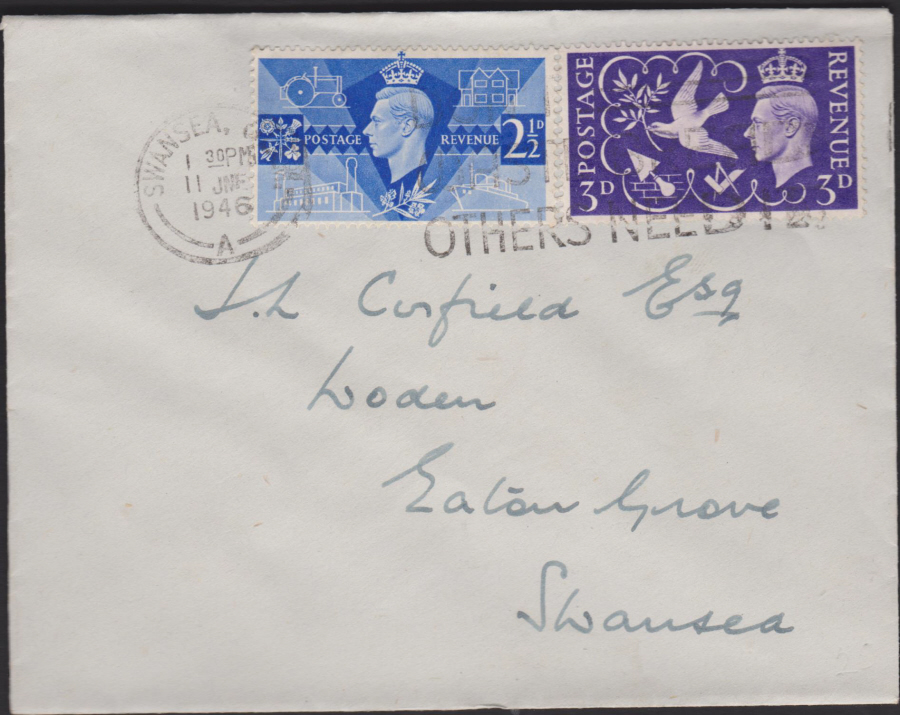 SWANSEA,
1 30PM
11 JNE
1946
A
POSTAGE REVENUE 2½D
POSTAGE REVENUE
3D 3D
OTHERS NEED IT
J.L Corfield Esq
Woden
Eaton Grove
Swansea